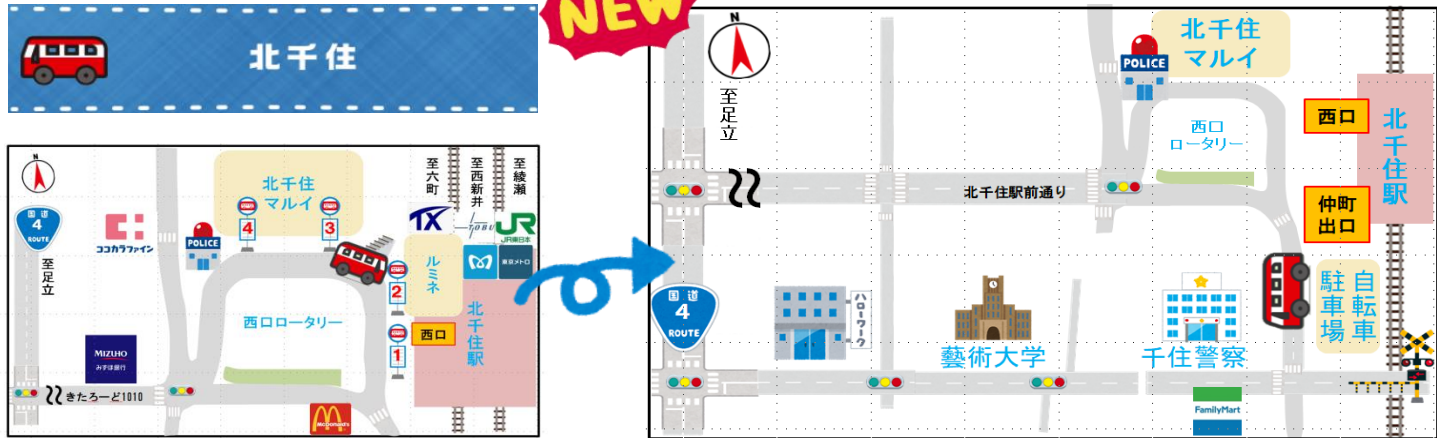 北千住
NEW
N
国道
4
ROUTE
至足立
ココカラファイン
POLICE
北千住
マルイ
4
3
至六町
至西新井
至綾瀬
TX
TOBU
JR
JR東日本
東京メトロ
ルミネ
2
1
西口
北千住駅
西口ロータリー
MIZUHO
みずほ銀行
きたろーど1010
McDonald's
N
至足立
POLICE
北千住
マルイ
西口
ロータリー
西口
北千住駅
仲町
出口
北千住駅前通り
国道
4
ROUTE
ハローワーク
藝術大学
千住警察
自転車
駐車場
FamilyMart